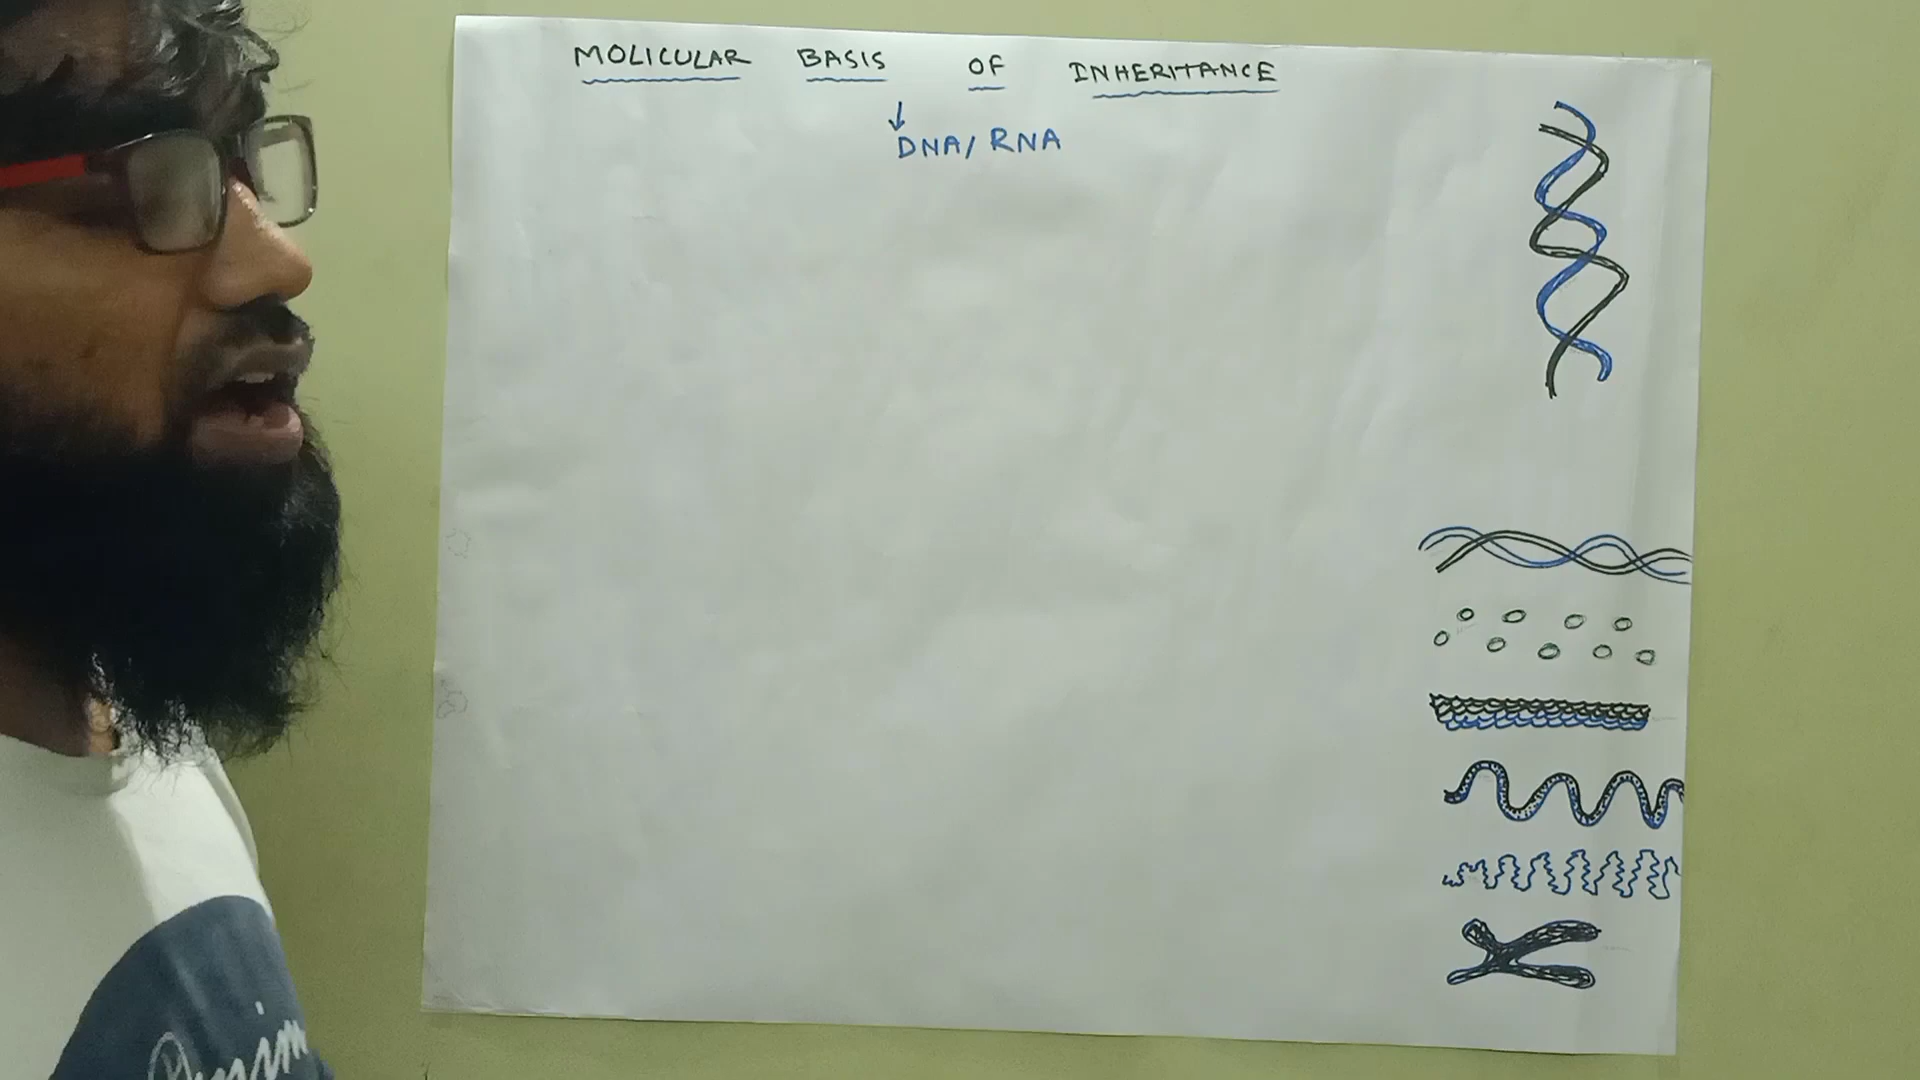 MOLICULAR BASIS OF INHERITANCE
DNA/ RNA